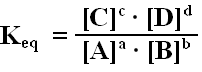 K_eq = [C]^c · [D]^d / [A]^a · [B]^b